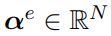 𝜶ᵉ ∈ ℝᴺ